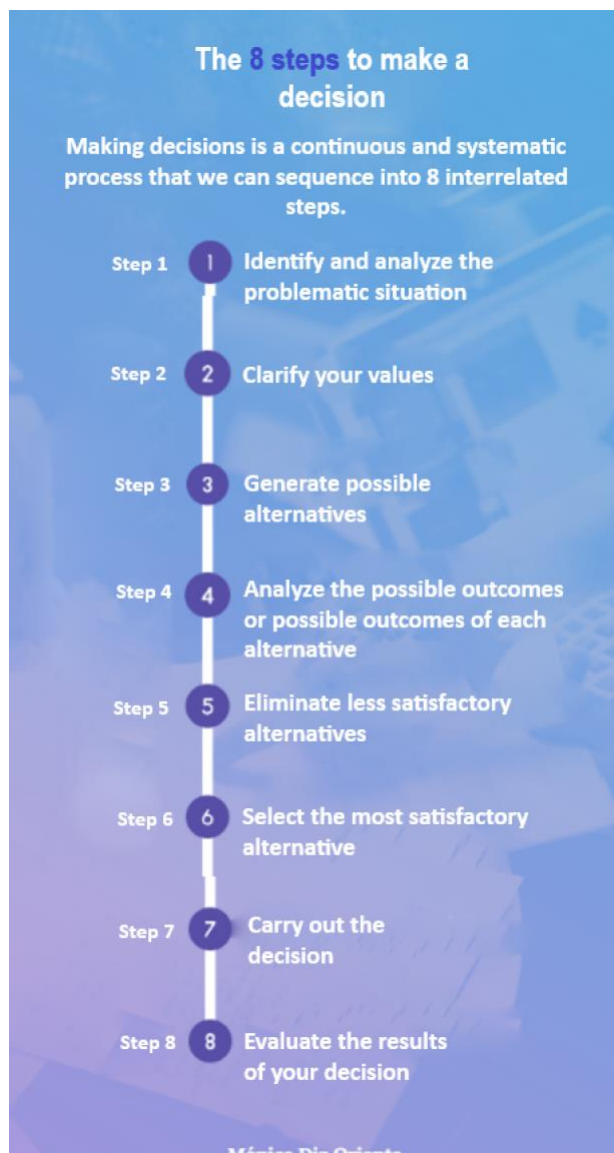 The 8 steps to make a
decision
Making decisions is a continuous and systematic
process that we can sequence into 8 interrelated
steps.
Step 1 1 Identify and analyze the
problematic situation
Step 2 2 Clarify your values
Step 3 3 Generate possible
alternatives
Step 4 4 Analyze the possible outcomes
or possible outcomes of each
alternative
Step 5 5 Eliminate less satisfactory
alternatives
Step 6 6 Select the most satisfactory
alternative
Step 7 7 Carry out the
decision
Step 8 8 Evaluate the results
of your decision